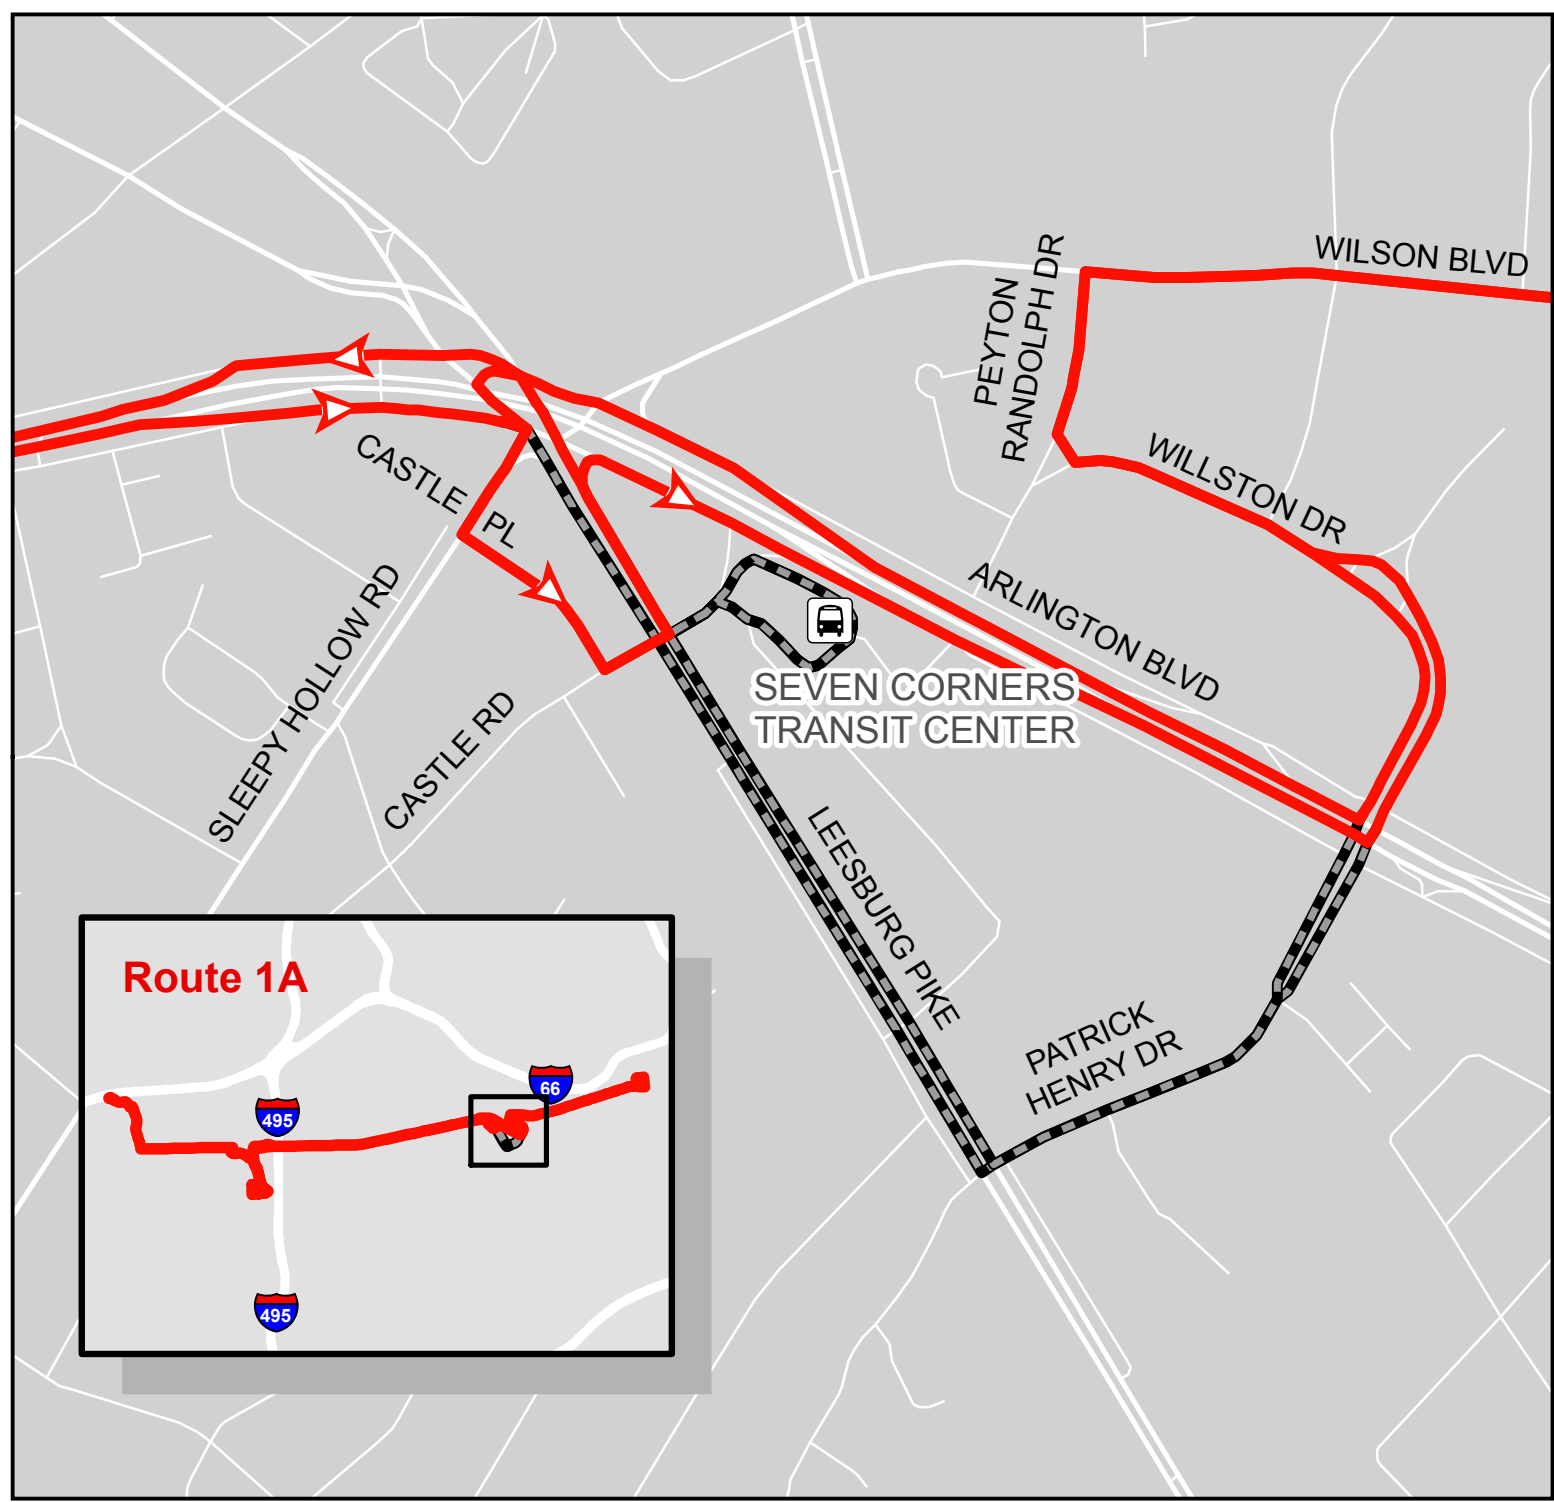 WILSON BLVD
PEYTON
RANDOLPH DR
CASTLE PL
WILLSTON DR
ARLINGTON BLVD
SLEEPY HOLLOW RD
SEVEN CORNERS
TRANSIT CENTER
CASTLE RD
LEESBURG PIKE
PATRICK
HENRY DR
Route 1A
66
495
495